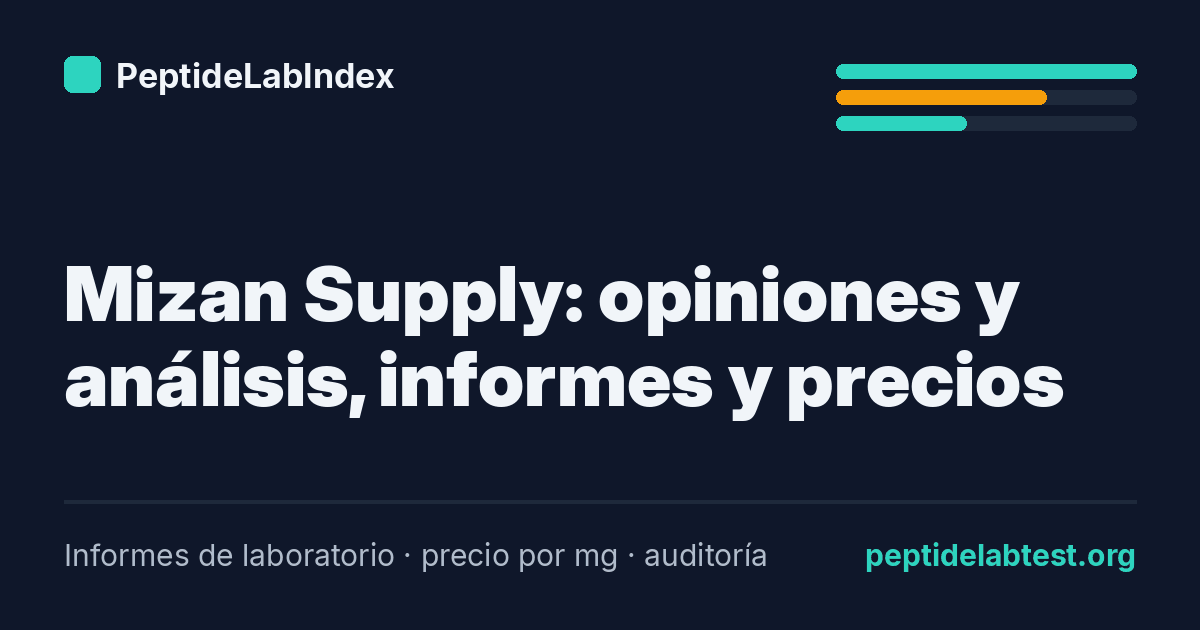 PeptideLabIndex
Mizan Supply: opiniones y
análisis, informes y precios
Informes de laboratorio · precio por mg · auditoría
peptidelabtest.org